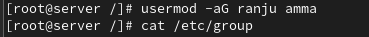 [root@server /]# usermod -aG ranju amma
[root@server /]# cat /etc/group